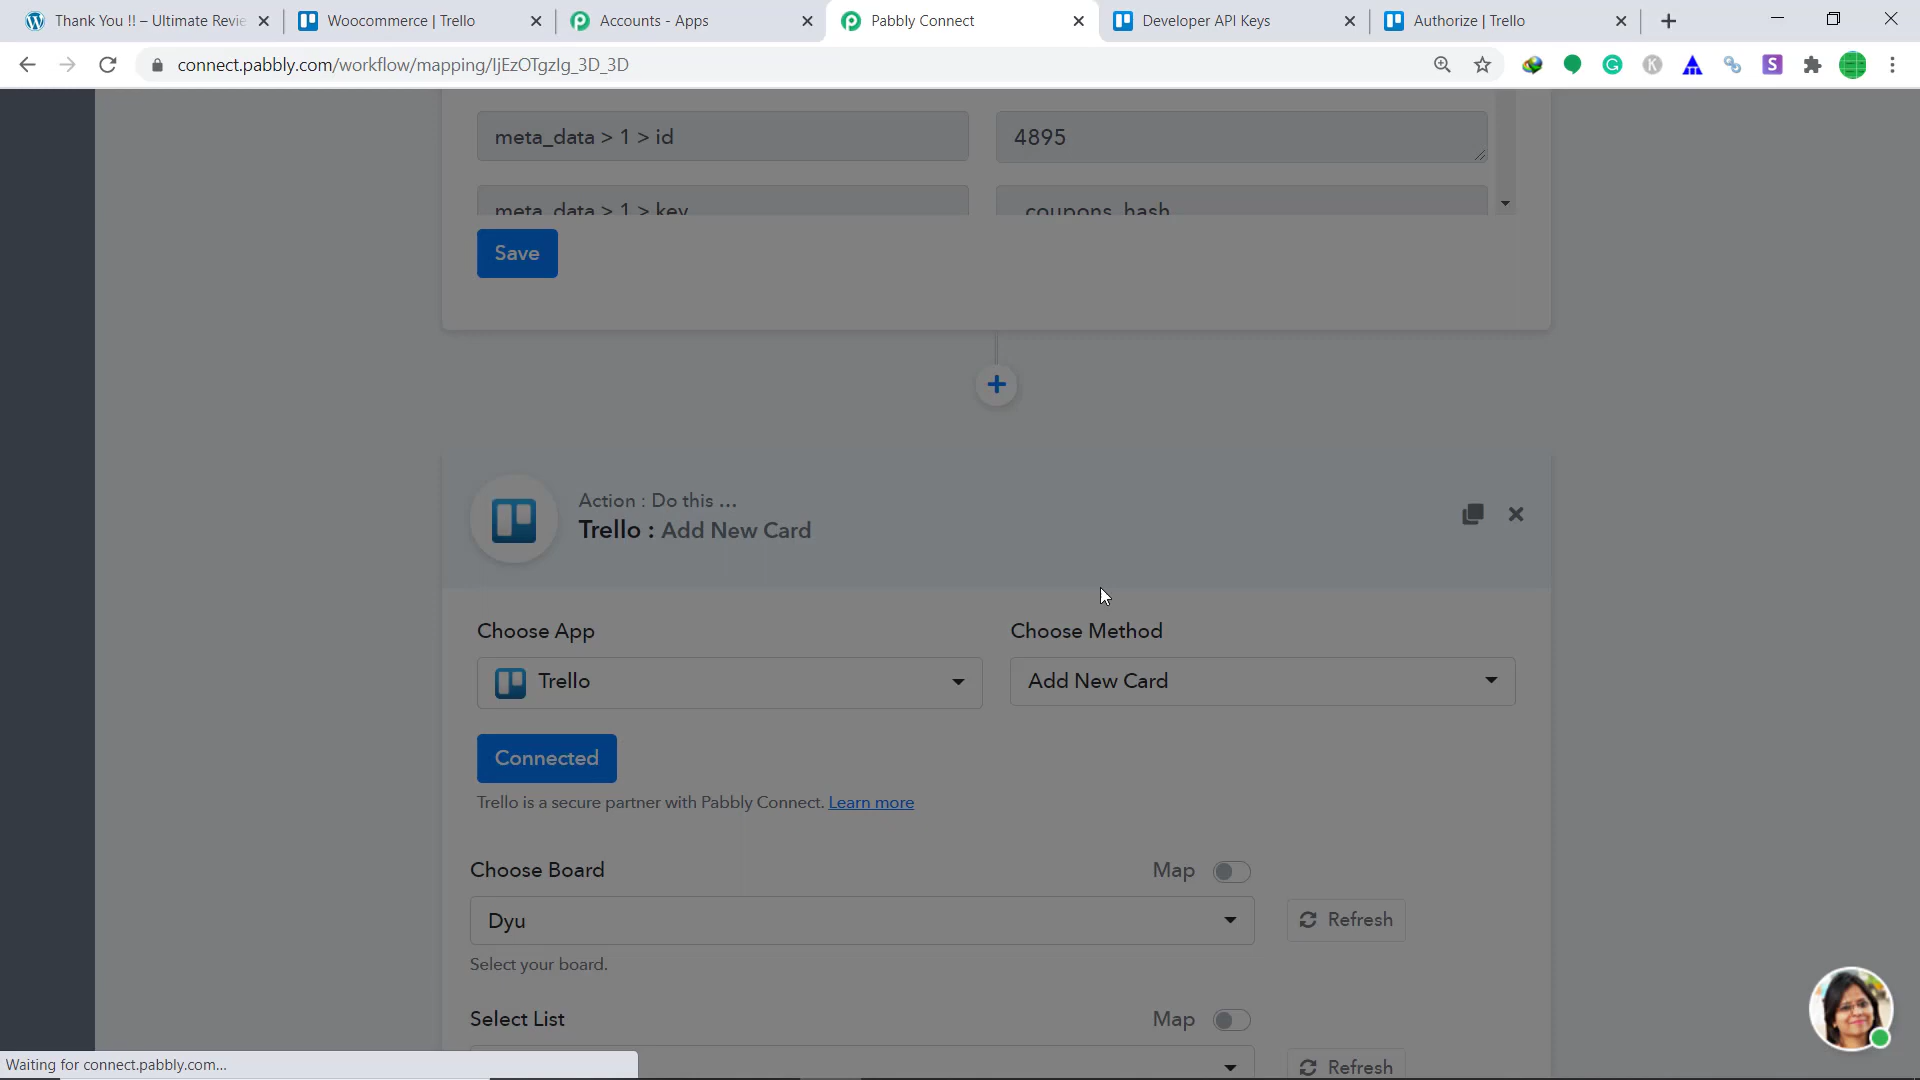 Thank You !! – Ultimate Revie
Woocommerce | Trello
Accounts - Apps
Pabbly Connect
Developer API Keys
Authorize | Trello
connect.pabbly.com/workflow/mapping/IjEzOTgzIg_3D_3D
meta_data > 1 > id
4895
meta_data > 1 > key
_coupons_hash
Save
Action : Do this ...
Trello : Add New Card
Choose App
Choose Method
Trello
Add New Card
Connected
Trello is a secure partner with Pabbly Connect. Learn more
Choose Board
Map
Dyu
Refresh
Select your board.
Select List
Map
Refresh
Waiting for connect.pabbly.com...